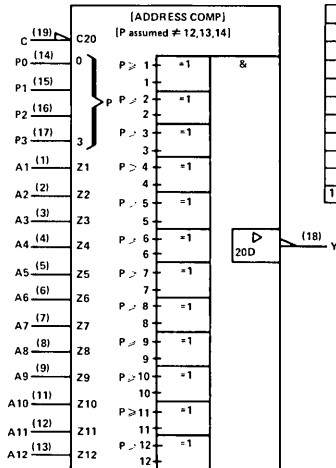 [ADDRESS COMP]
[P assumed ≠ 12,13,14]
C (19) C20
P0 (14) 0
P1 (15)
P2 (16)
P3 (17) 3
P
A1 (1) Z1
A2 (2) Z2
A3 (3) Z3
A4 (4) Z4
A5 (5) Z5
A6 (6) Z6
A7 (7) Z7
A8 (8) Z8
A9 (9) Z9
A10 (11) Z10
A11 (12) Z11
A12 (13) Z12
P ⩾ 1 =1 &
1
P ⩾ 2 =1
2
P ⩾ 3 =1
3
P ⩾ 4 =1
4
P ⩾ 5 =1
5
P ⩾ 6 =1
6
P ⩾ 7 =1
7
P ⩾ 8 =1
8
P ⩾ 9 =1
9
P ⩾ 10 =1
10
P ⩾ 11 =1
11
P ⩾ 12 =1
12
20D (18) Y
1